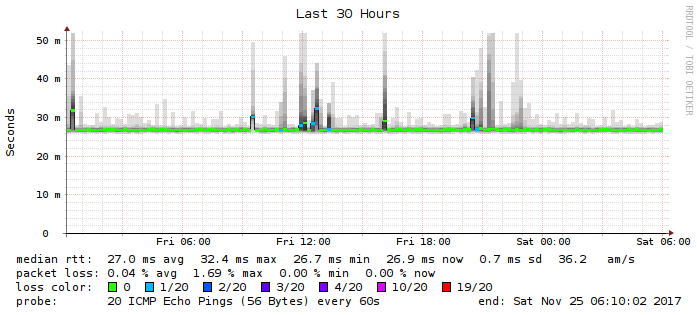 Last 30 Hours
RRDTOOL / TOBI OETIKER
Seconds
50 m
40 m
30 m
20 m
10 m
0
Fri 06:00 Fri 12:00 Fri 18:00 Sat 00:00 Sat 06:00
median rtt: 27.0 ms avg 32.4 ms max 26.7 ms min 26.9 ms now 0.7 ms sd 36.2 am/s
packet loss: 0.04 % avg 1.69 % max 0.00 % min 0.00 % now
loss color: 0 1/20 2/20 3/20 4/20 10/20 19/20
probe: 20 ICMP Echo Pings (56 Bytes) every 60s end: Sat Nov 25 06:10:02 2017